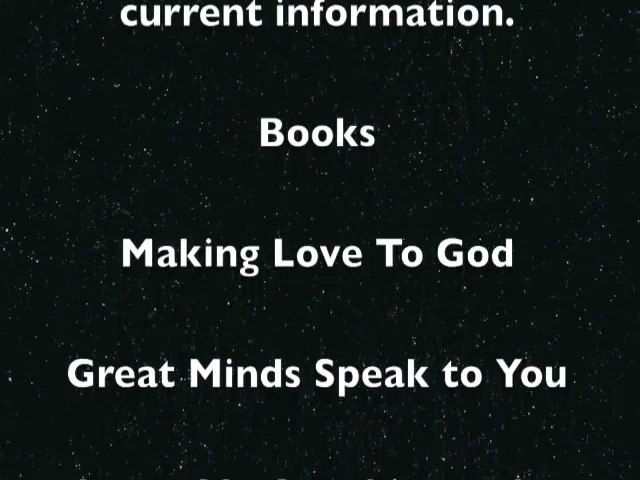 current information.
Books
Making Love To God
Great Minds Speak to You